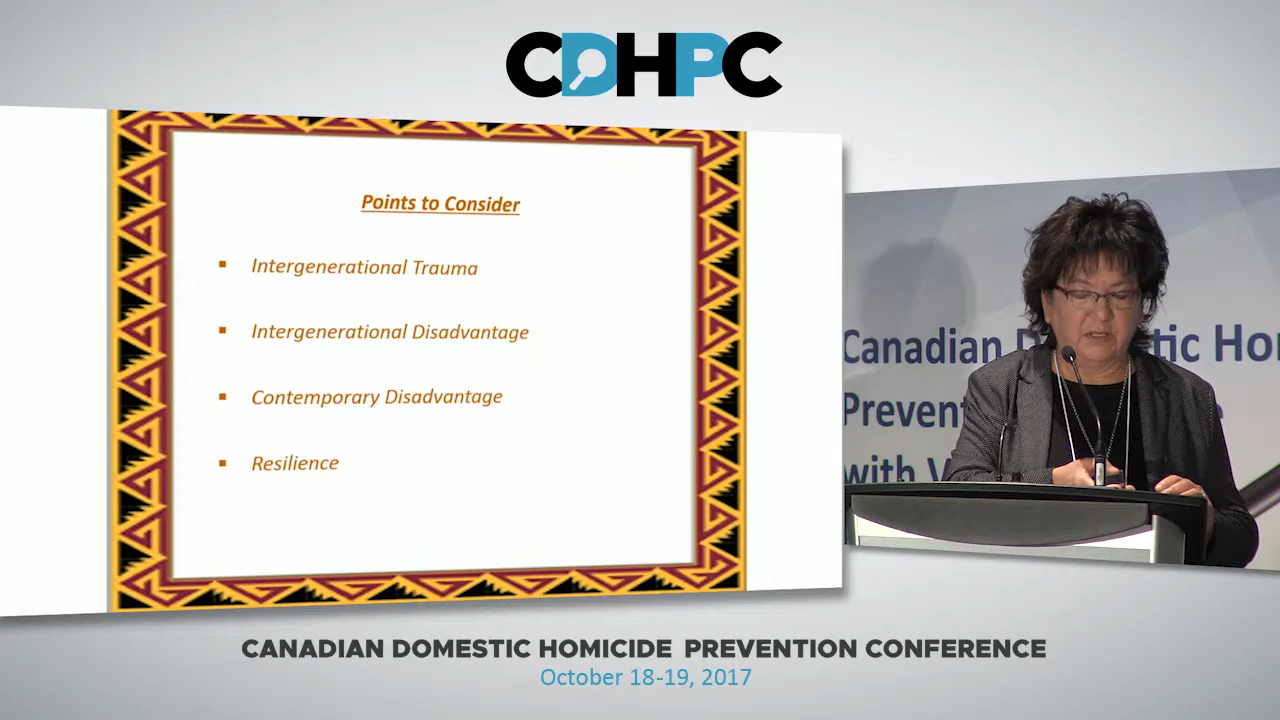 CDHPC
Points to Consider
Intergenerational Trauma
Intergenerational Disadvantage
Contemporary Disadvantage
Resilience
Canadian Ho
Prevent
with
CANADIAN DOMESTIC HOMICIDE PREVENTION CONFERENCE
October 18-19, 2017